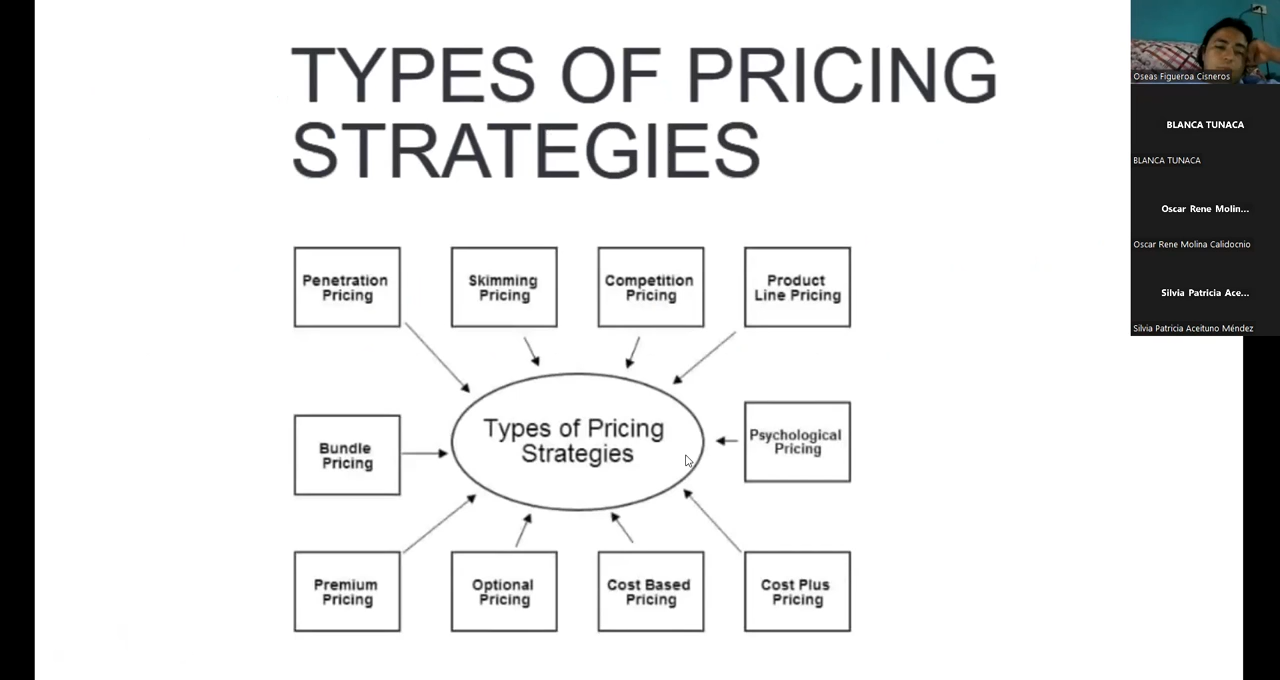 TYPES OF PRICING
STRATEGIES
Penetration
Pricing
Skimming
Pricing
Competition
Pricing
Product
Line Pricing
Bundle
Pricing
Types of Pricing
Strategies
Psychological
Pricing
Premium
Pricing
Optional
Pricing
Cost Based
Pricing
Cost Plus
Pricing
Oseas Figueroa Cisneros
BLANCA TUNACA
BLANCA TUNACA
Oscar Rene Molin...
Oscar Rene Molina Calidocnio
Silvia Patricia Ace...
Silvia Patricia Aceituno Méndez